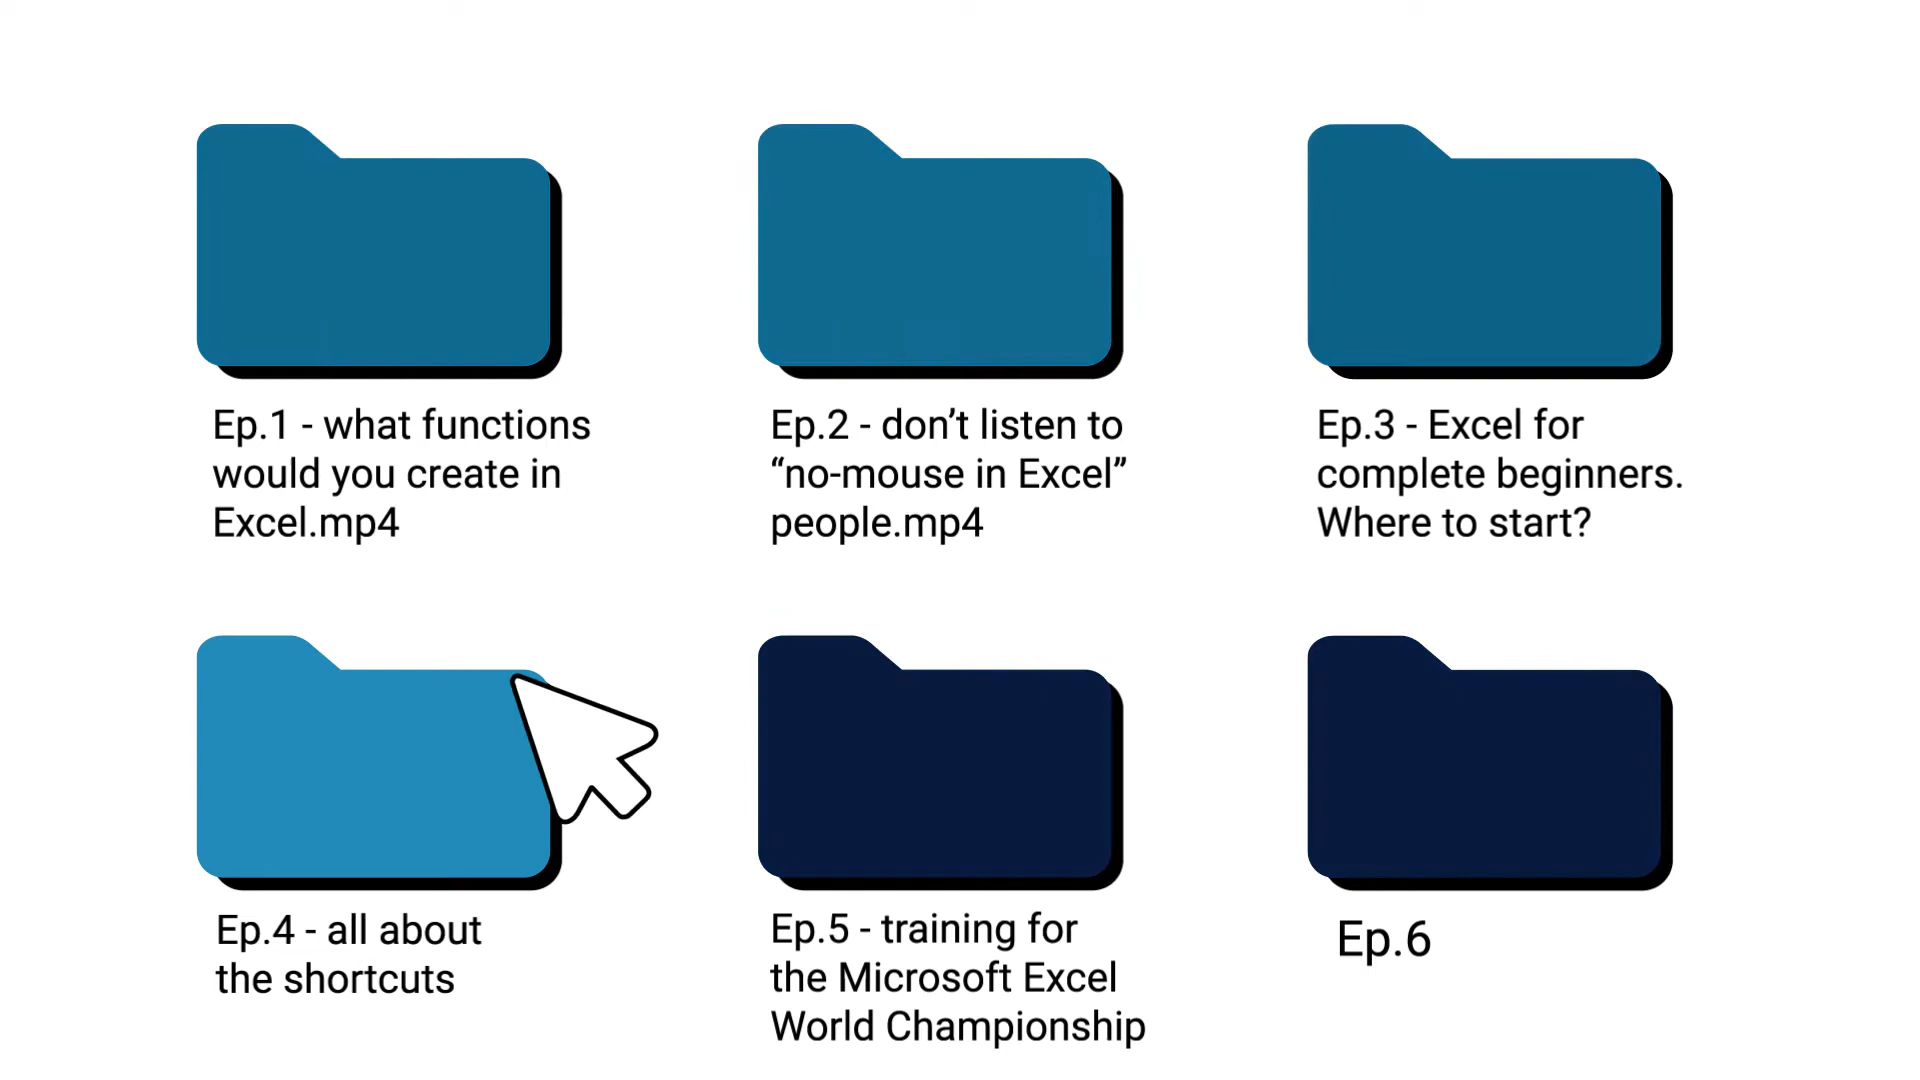 Ep.1 - what functions
would you create in
Excel.mp4
Ep.2 - don’t listen to
“no-mouse in Excel”
people.mp4
Ep.3 - Excel for
complete beginners.
Where to start?
Ep.4 - all about
the shortcuts
Ep.5 - training for
the Microsoft Excel
World Championship
Ep.6